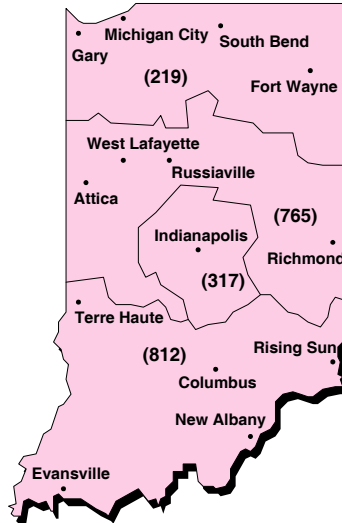 Michigan City
South Bend
Gary
(219)
Fort Wayne
West Lafayette
Russiaville
Attica
(765)
Indianapolis
Richmond
(317)
Terre Haute
(812)
Rising Sun
Columbus
New Albany
Evansville